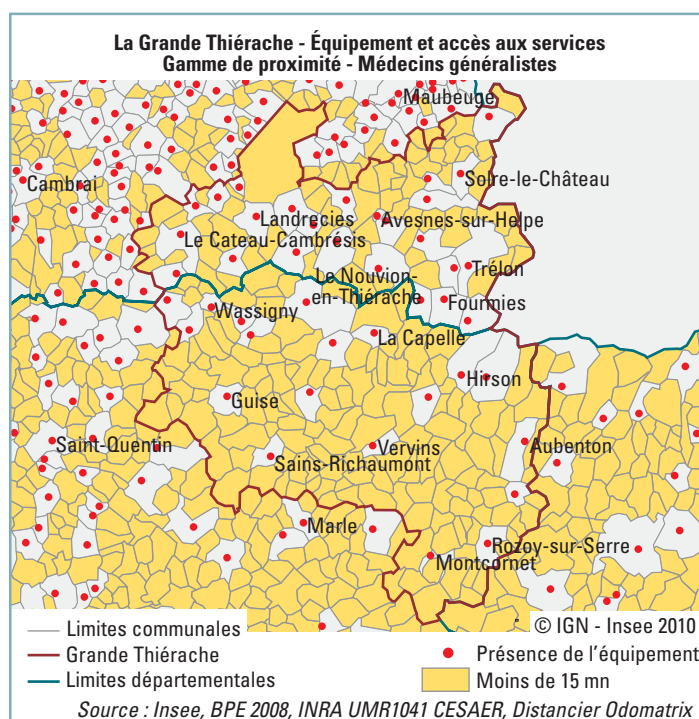 La Grande Thiérache - Équipement et accès aux services
Gamme de proximité - Médecins généralistes
Maubeuge
Cambrai
Solre-le-Château
Landrecies
Avesnes-sur-Helpe
Le Cateau-Cambrésis
Trélon
Le Nouvion-
en-Thiérache
Fourmies
Wassigny
La Capelle
Hirson
Guise
Saint-Quentin
Vervins
Aubenton
Sains-Richaumont
Marle
Rozoy-sur-Serre
Montcornet
© IGN - Insee 2010
Limites communales
Grande Thiérache
Limites départementales
Présence de l'équipement
Moins de 15 mn
Source : Insee, BPE 2008, INRA UMR1041 CESAER, Distancier Odomatrix